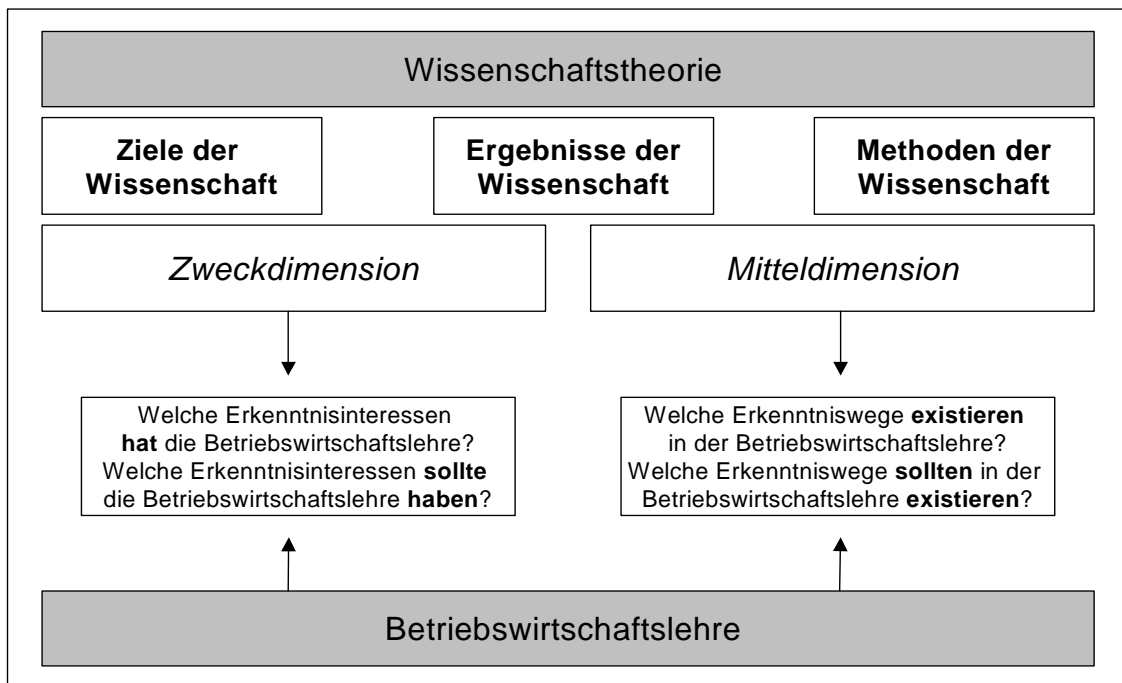 Wissenschaftstheorie
Ziele der
Wissenschaft
Ergebnisse der
Wissenschaft
Methoden der
Wissenschaft
Zweckdimension
Mitteldimension
Welche Erkenntnisinteressen
hat die Betriebswirtschaftslehre?
Welche Erkenntnisinteressen sollte
die Betriebswirtschaftslehre haben?
Welche Erkenntniswege existieren
in der Betriebswirtschaftslehre?
Welche Erkenntniswege sollten in der
Betriebswirtschaftslehre existieren?
Betriebswirtschaftslehre